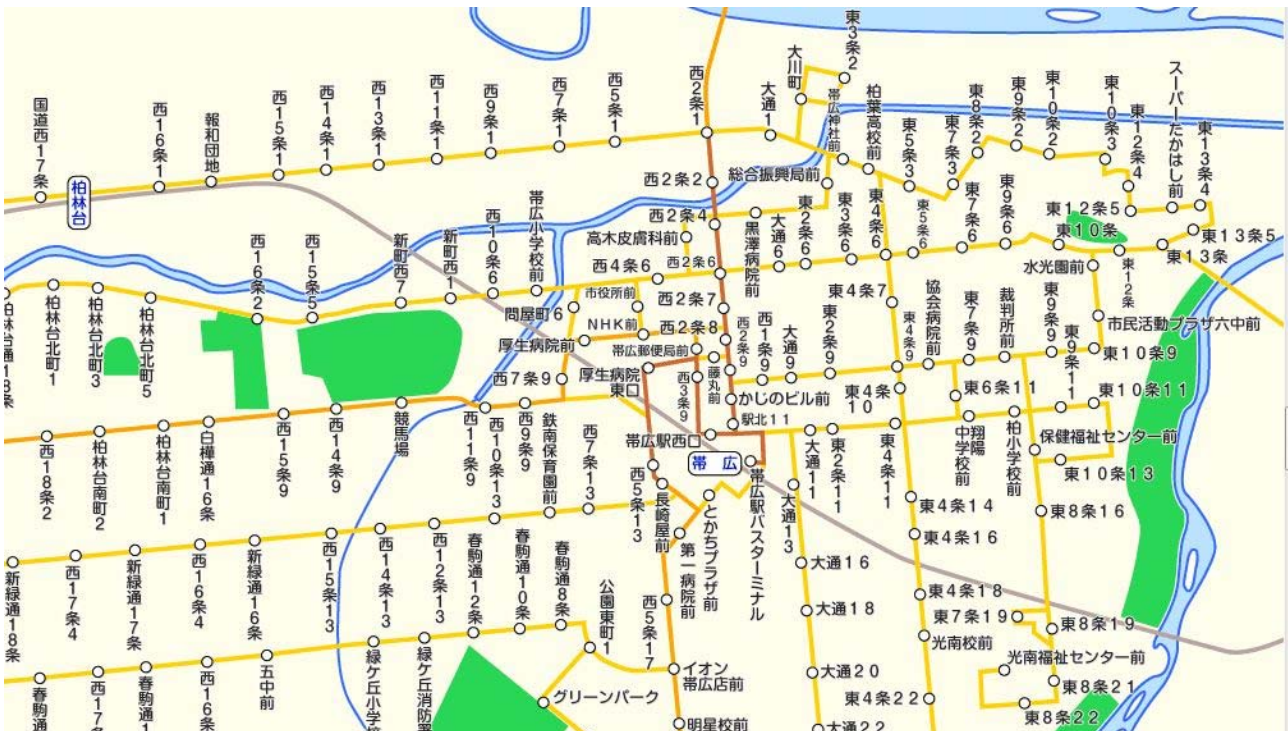 国道西17条
柏林台
西16条1
報和団地
西15条1
西14条1
西13条1
西11条1
西9条1
西7条1
西5条1
西2条1
大通1
大川町
東3条2
帯広神社前
柏葉高校前
東5条3
東7条3
東8条2
東9条2
東10条2
東10条3
東12条4
スーパーたかはし前
東13条4
総合振興局前
西2条2
西2条4
高木皮膚科前
西4条6
西2条6
黒澤病院前
大通6
東2条6
東3条6
東4条6
東5条6
東7条6
東9条6
東10条
東12条5
東12条
東13条
東13条5
水光園前
市民活動プラザ六中前
柏林台通18条
柏林台北町1
柏林台北町3
柏林台北町5
西16条2
西15条5
新町西7
新町西1
西10条6
帯広小学校前
問屋町6
市役所前
NHK前
厚生病院前
西2条7
西2条8
西2条9
帯広郵便局前
藤丸前
西3条9
西1条9
大通9
東2条9
東4条7
東4条9
協会病院前
東7条9
裁判所前
東9条9
東9条11
東10条9
東10条11
西7条9
厚生病院
東口
かじのビル前
駅北11
帯広駅西口
帯広
帯広駅バスターミナル
大通11
東2条11
東4条
10
東4条11
東6条11
翔陽
中学校前
柏小学校前
保健福祉センター前
東10条13
東8条16
西18条2
柏林台南町2
柏林台南町1
白樺通16条
西15条9
西14条9
競馬場
西11条9
西10条13
西9条9
鉄南保育園前
西7条13
西5条13
長崎屋前
第一病院前
とかちプラザ前
大通13
大通16
大通18
大通20
大通22
東4条14
東4条16
東4条18
光南校前
東4条22
東7条19
東8条19
光南福祉センター前
東8条21
東8条22
新緑通18条
西17条4
新緑通17条
西16条4
新緑通16条
西15条13
西14条13
西12条13
春駒通12条
春駒通10条
春駒通8条
公園東町1
西5条17
イオン
帯広店前
グリーンパーク
明星校前
春駒通
西17条
春駒通1
西16条
五中前
緑ケ丘小学校
緑ケ丘消防署